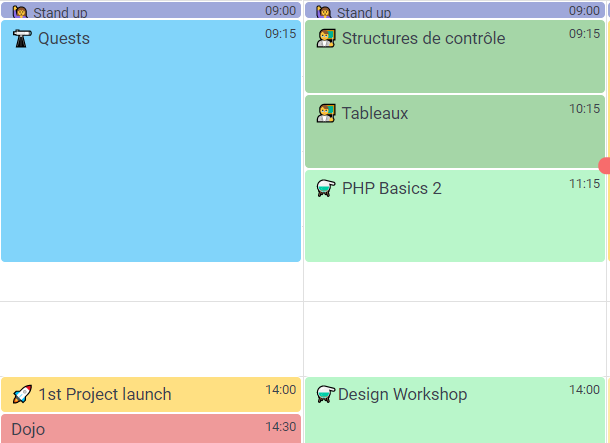 Stand up 09:00
Quests 09:15
1st Project launch 14:00
Dojo 14:30
Stand up 09:00
Structures de contrôle 09:15
Tableaux 10:15
PHP Basics 2 11:15
Design Workshop 14:00